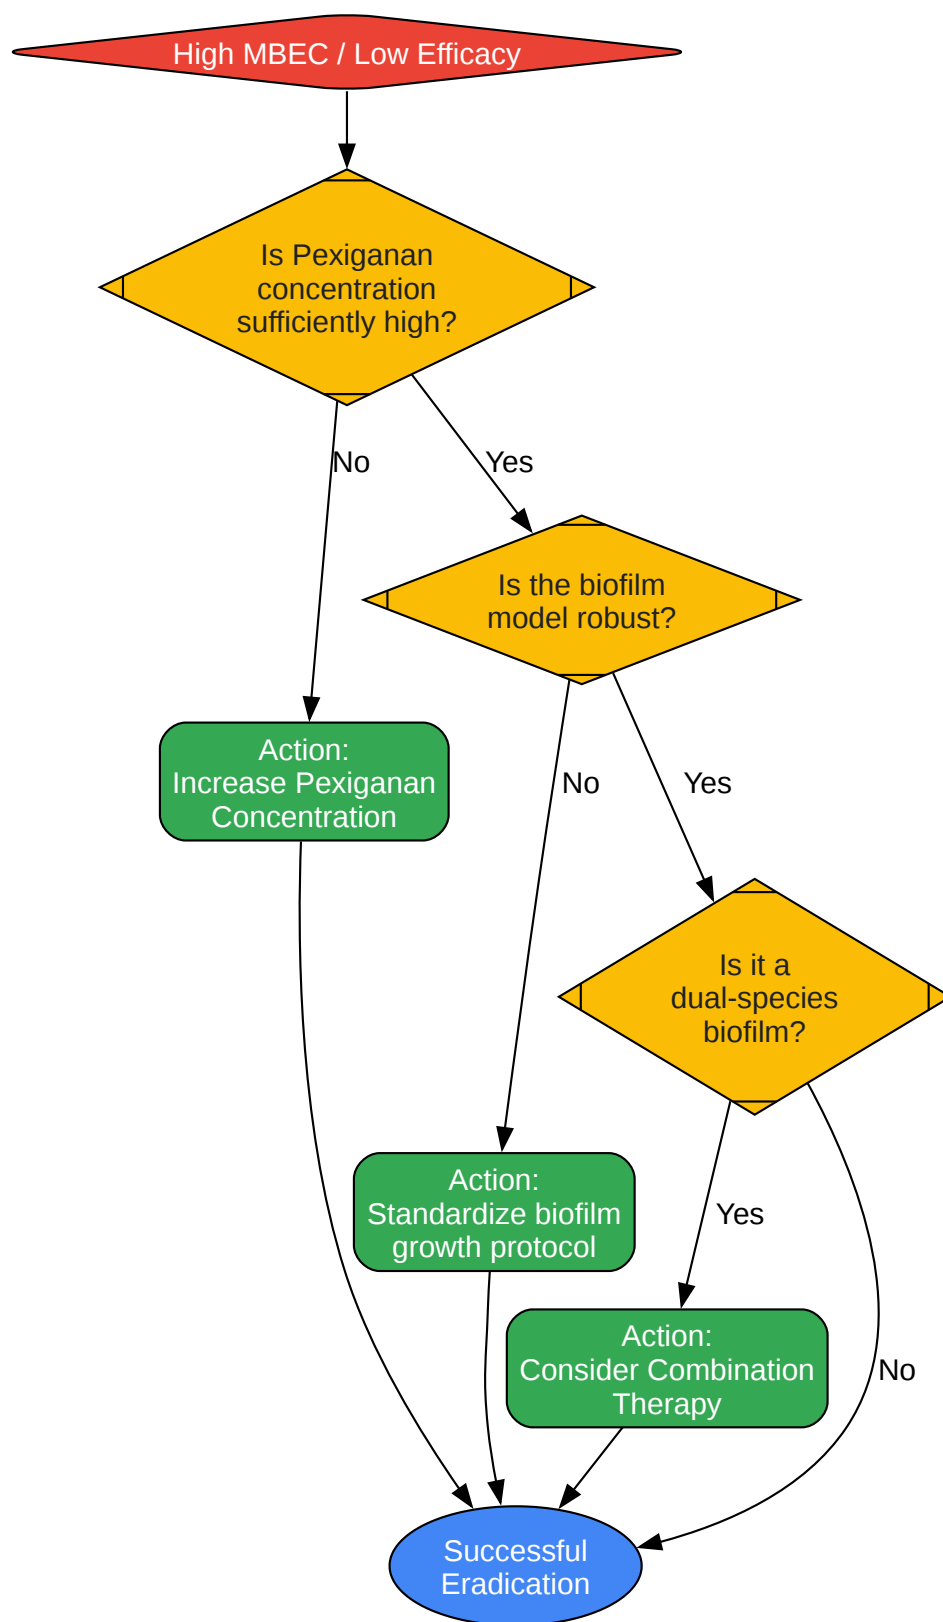 High MBEC / Low Efficacy
Is Pexiganan
concentration
sufficiently high?
No
Yes
Is the biofilm
model robust?
Action:
Increase Pexiganan
Concentration
No
Yes
Is it a
dual-species
biofilm?
Action:
Standardize biofilm
growth protocol
Yes
Action:
Consider Combination
Therapy
No
Successful
Eradication